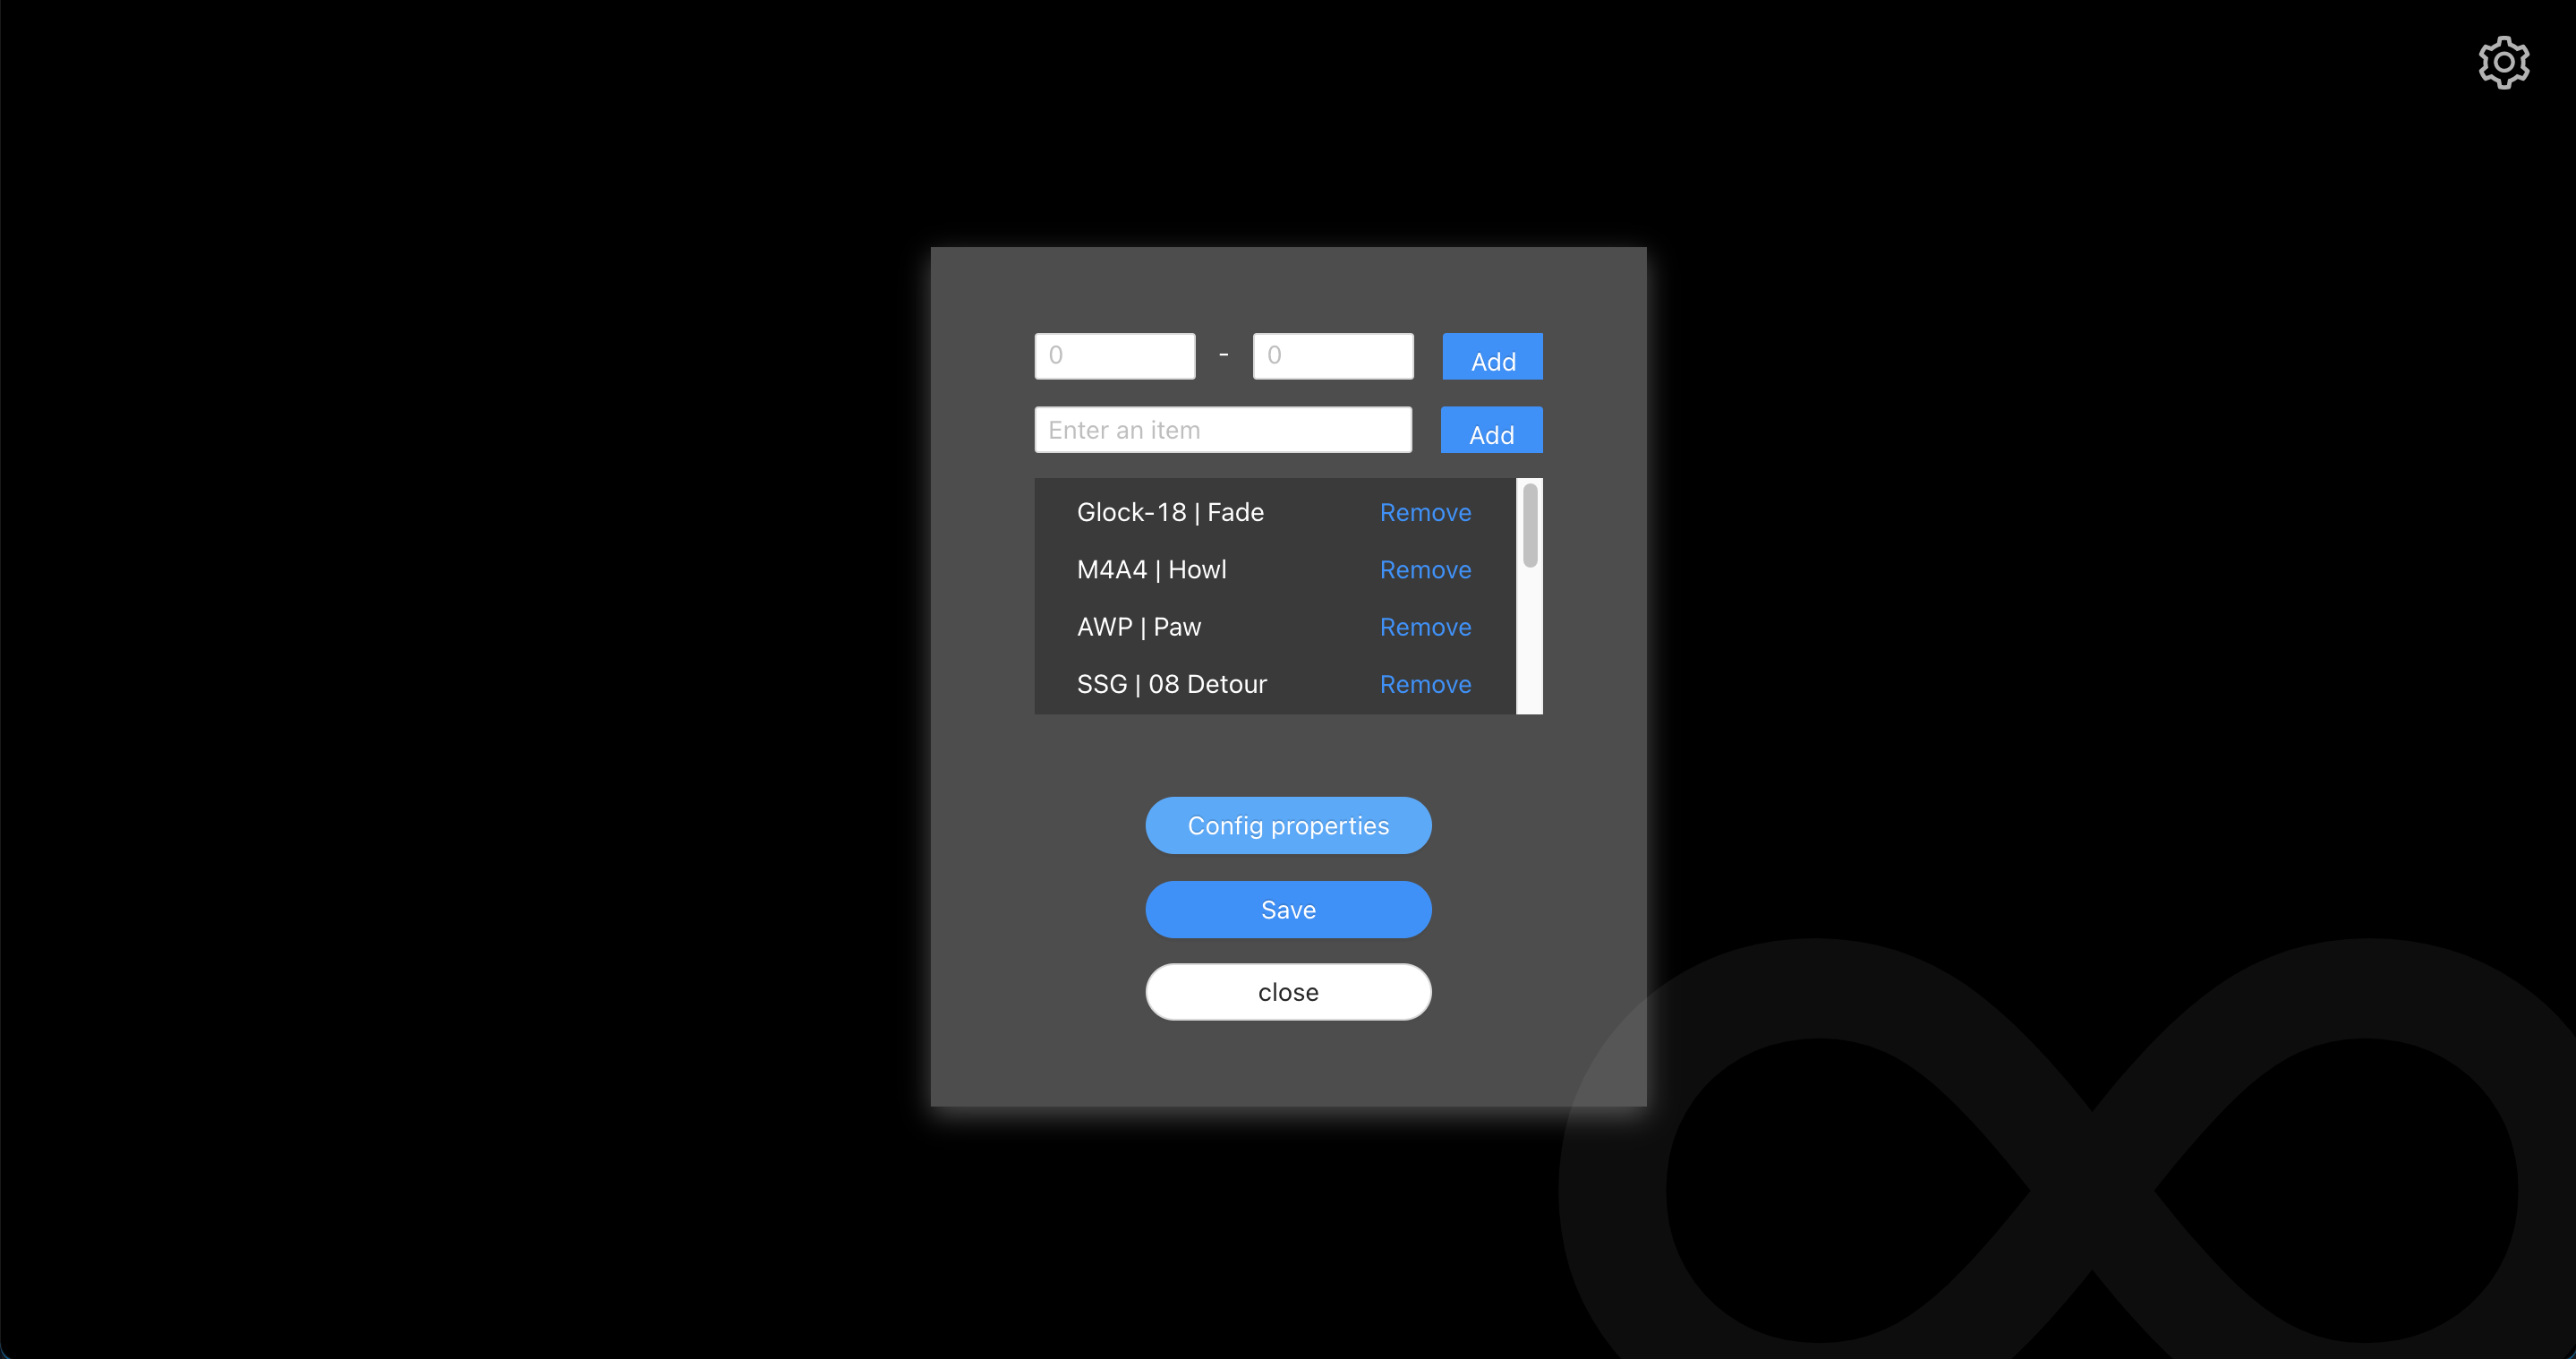 0 - 0 Add
Enter an item Add
Glock-18 | Fade Remove
M4A4 | Howl Remove
AWP | Paw Remove
SSG | 08 Detour Remove
Config properties
Save
close